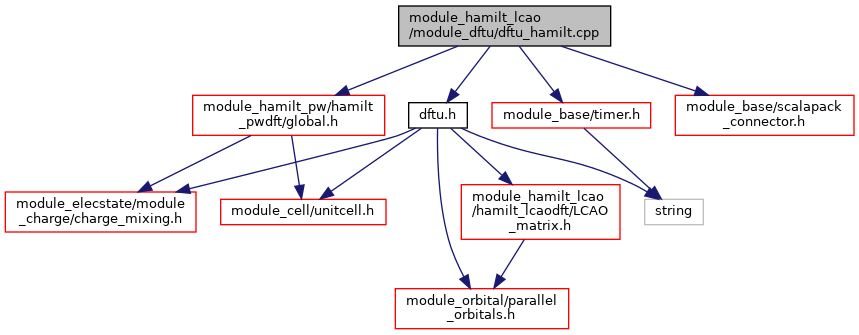 module_hamilt_lcao
/module_dftu/dftu_hamilt.cpp
module_hamilt_pw/hamilt
_pwdft/global.h
dftu.h
module_base/timer.h
module_base/scalapack
_connector.h
module_elecstate/module
_charge/charge_mixing.h
module_cell/unitcell.h
module_hamilt_lcao
/hamilt_lcaodft/LCAO
_matrix.h
string
module_orbital/parallel
_orbitals.h